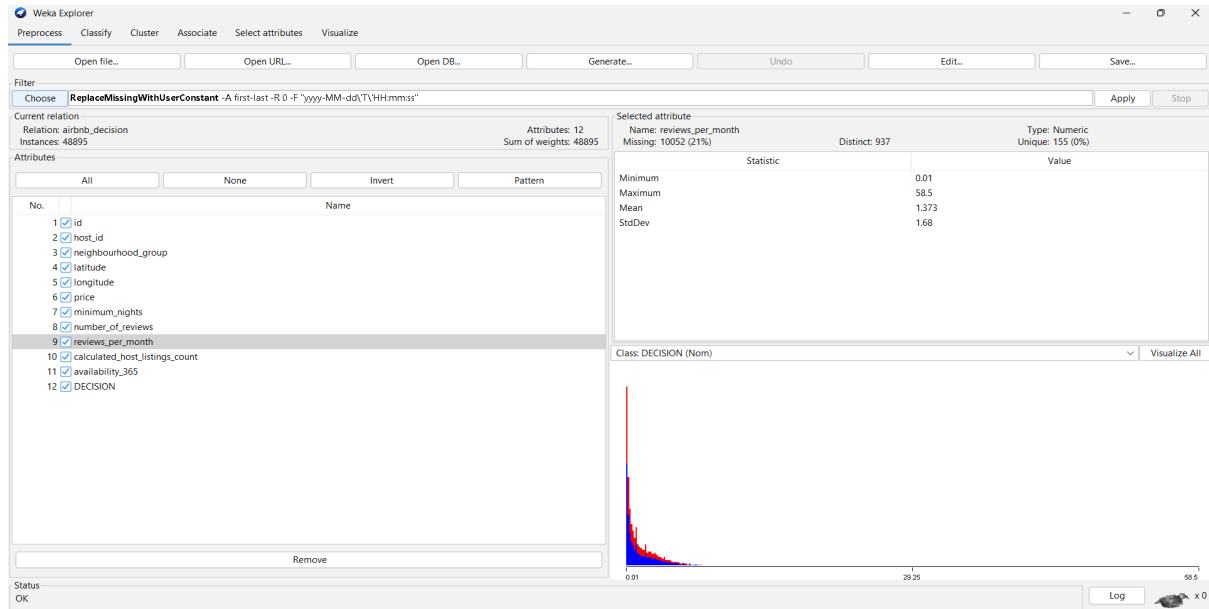 Weka Explorer
Preprocess Classify Cluster Associate Select attributes Visualize
Open file... Open URL... Open DB... Generate... Undo Edit... Save...
Filter
Choose ReplaceMissingWithUserConstant -A first-last -R 0 -F "yyyy-MM-dd\'T\'HH:mm:ss" Apply Stop
Current relation
Relation: airbnb_decision Attributes: 12
Instances: 48895 Sum of weights: 48895
Attributes
All None Invert Pattern
No. Name
1 id
2 host_id
3 neighbourhood_group
4 latitude
5 longitude
6 price
7 minimum_nights
8 number_of_reviews
9 reviews_per_month
10 calculated_host_listings_count
11 availability_365
12 DECISION
Remove
Selected attribute
Name: reviews_per_month Type: Numeric
Missing: 10052 (21%) Distinct: 937 Unique: 155 (0%)
Statistic Value
Minimum 0.01
Maximum 58.5
Mean 1.373
StdDev 1.68
Class: DECISION (Nom) Visualize All
0.01 29.25 58.5
Status
OK Log x 0